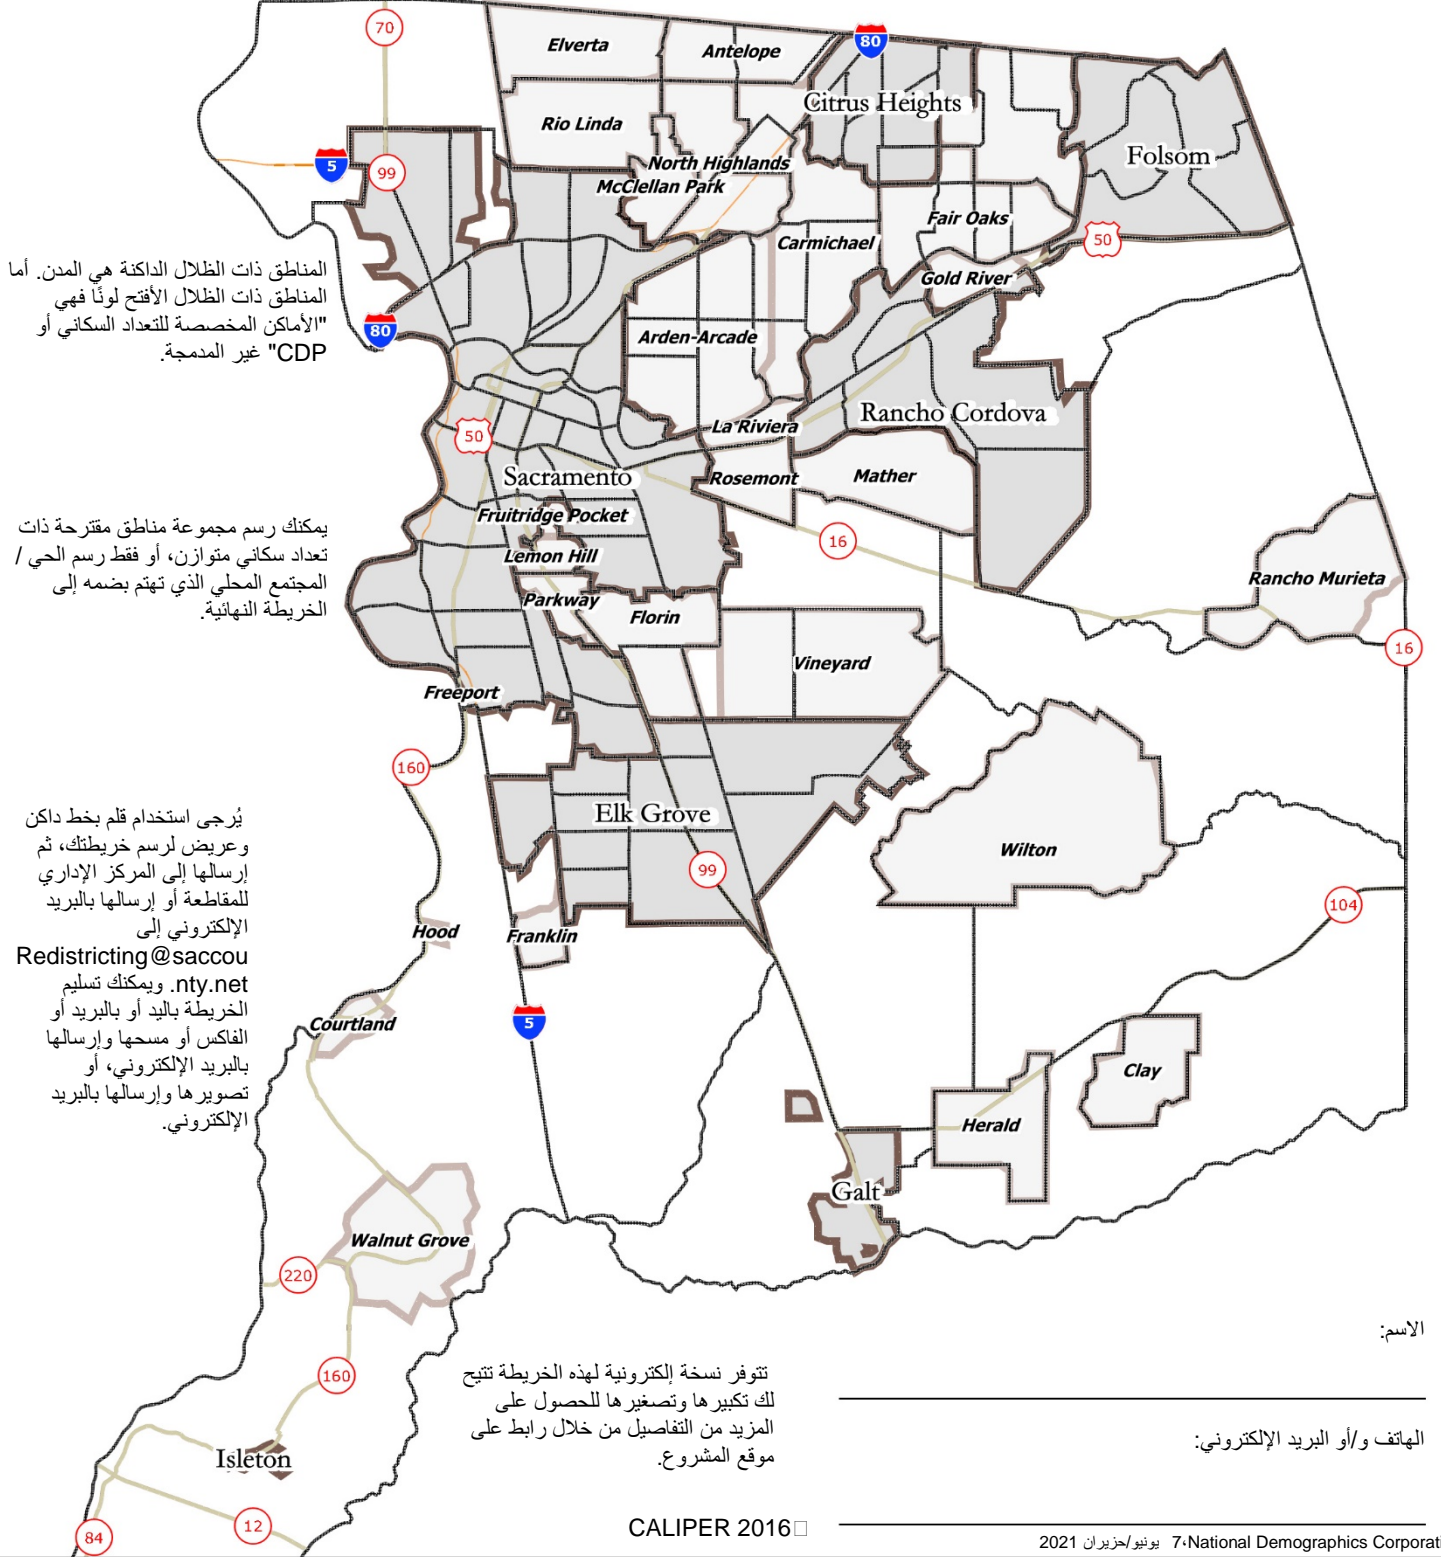 70
80
Elverta
Antelope
Citrus Heights
Rio Linda
Folsom
5
99
North Highlands
McClellan Park
Fair Oaks
50
Carmichael
Gold River
المناطق ذات الظلال الداكنة هي المدن. أما
المناطق ذات الظلال الأفتح لونًا فهي
"الأماكن المخصصة للتعداد السكاني أو
CDP" غير المدمجة.
80
Arden-Arcade
Rancho Cordova
La Riviera
50
Sacramento
Rosemont
Mather
Fruitridge Pocket
16
Lemon Hill
Rancho Murieta
يمكنك رسم مجموعة مناطق مقترحة ذات
تعداد سكاني متوازن، أو فقط رسم الحي /
المجتمع المحلي الذي تهتم بضمه إلى
الخريطة النهائية.
Parkway
Florin
16
Vineyard
Freeport
160
Elk Grove
Wilton
99
104
يُرجى استخدام قلم بخط داكن
وعريض لرسم خريطتك، ثم
إرسالها إلى المركز الإداري
للمقاطعة أو إرسالها بالبريد
الإلكتروني إلى
Redistricting@saccou
nty.net. ويمكنك تسليم
الخريطة باليد أو بالبريد أو
الفاكس أو مسحها وإرسالها
بالبريد الإلكتروني، أو
تصويرها وإرسالها بالبريد
الإلكتروني.
Hood
Franklin
Courtland
5
Clay
Herald
Galt
Walnut Grove
220
160
Isleton
12
84
تتوفر نسخة إلكترونية لهذه الخريطة تتيح
لك تكبيرها وتصغيرها للحصول على
المزيد من التفاصيل من خلال رابط على
موقع المشروع.
الاسم:
الهاتف و/أو البريد الإلكتروني:
CALIPER 2016
7،National Demographics Corporati يونيو/حزيران 2021